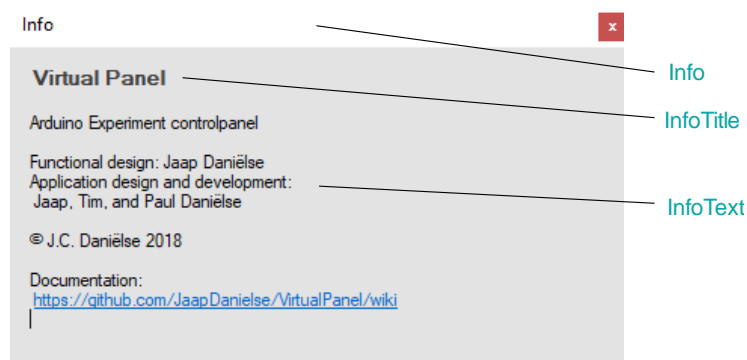 Info
x
Info
Virtual Panel
InfoTitle
Arduino Experiment controlpanel
Functional design: Jaap Daniëlse
Application design and development:
Jaap, Tim, and Paul Daniëlse
InfoText
© J.C. Daniëlse 2018
Documentation:
https://github.com/JaapDanielse/VirtualPanel/wiki